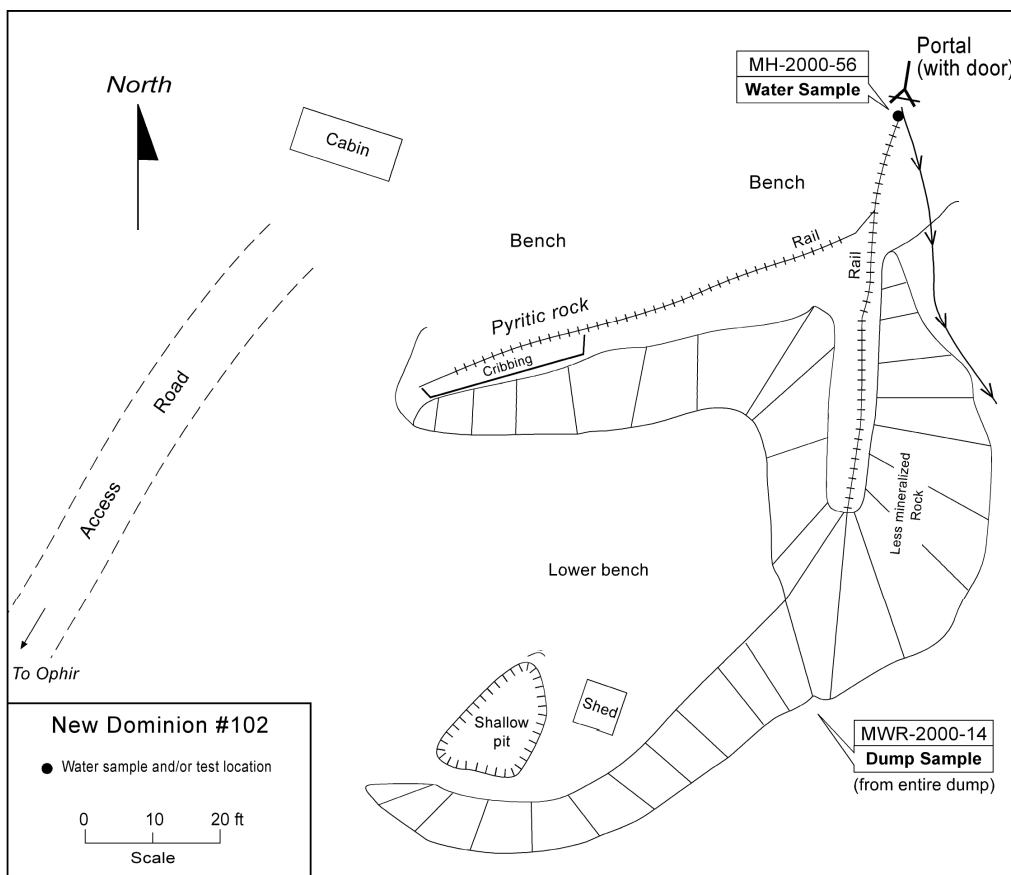 Portal
(with door)
MH-2000-56
Water Sample
North
Cabin
Bench
Bench
Rail
Rail
Pyritic rock
Cribbing
Road
Access
Less mineralized
Rock
Lower bench
To Ophir
Shed
Shallow
pit
New Dominion #102
Water sample and/or test location
0 10 20 ft
Scale
MWR-2000-14
Dump Sample
(from entire dump)